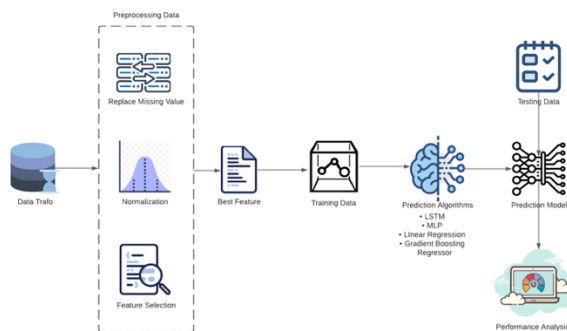 Preprocessing Data
Replace Missing Value
Testing Data
Data Trafo
Normalization
Best Feature
Training Data
Prediction Algorithms
• LSTM
• MLP
• LInear Regression
• Gradient Boosting
Regressor
Prediction Model
Feature Selection
Performance Analysis